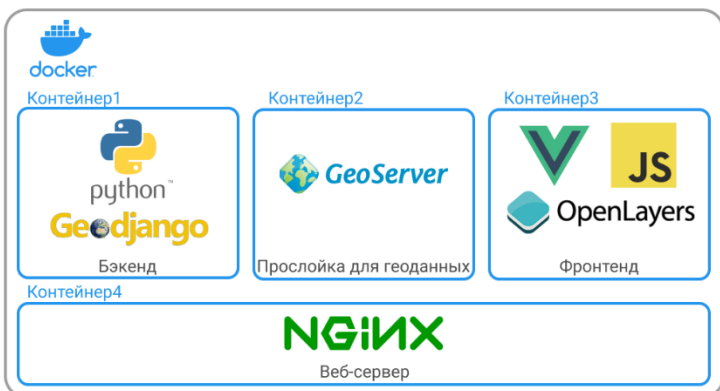 docker
Контейнер1
Контейнер2
Контейнер3
python™
Geodjango
Бэкенд
GeoServer
Прослойка для геоданных
JS
OpenLayers
Фронтенд
Контейнер4
NGiNX
Веб-сервер